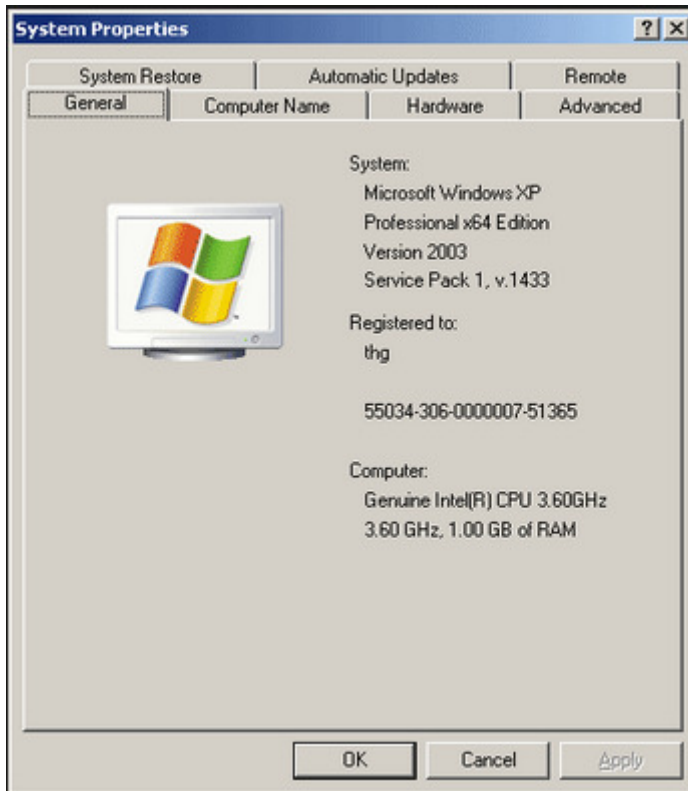 System Properties
System Restore
Automatic Updates
Remote
General
Computer Name
Hardware
Advanced
System:
Microsoft Windows XP
Professional x64 Edition
Version 2003
Service Pack 1, v.1433
Registered to:
thg
55034-306-0000007-51365
Computer:
Genuine Intel(R) CPU 3.60GHz
3.60 GHz, 1.00 GB of RAM
OK
Cancel
Apply